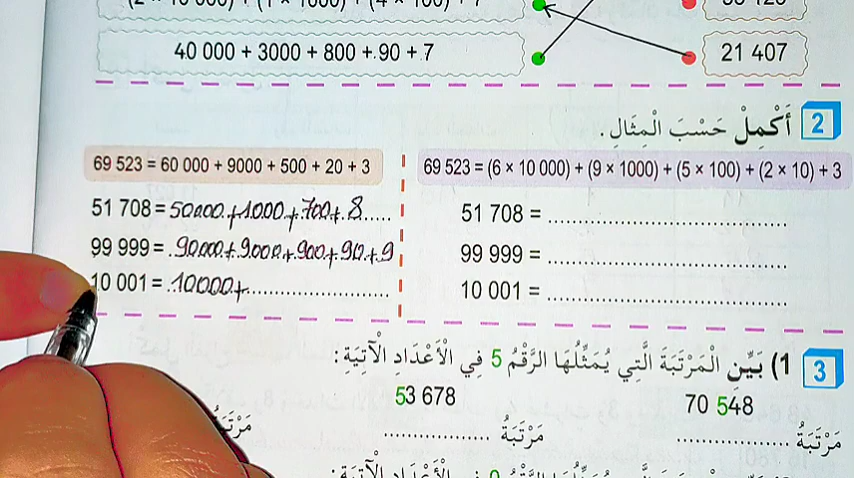 40 000 + 3000 + 800 + 90 + 7
21 407
2 أَكْمِلْ حَسْبَ الْمِثَالِ.
69 523 = 60 000 + 9000 + 500 + 20 + 3
69 523 = (6 × 10 000) + (9 × 1000) + (5 × 100) + (2 × 10) + 3
51 708 = 50000 + 1000 + 700 + 8
51 708 = ........
99 999 = 90000 + 9000 + 900 + 90 + 9
99 999 = ........
10 001 = 10000 +
10 001 = ........
3 1) بَيِّنِ الْمَرْتَبَةَ الَّتِي يُمَثِّلُهَا الرَّقْمُ 5 فِي الْأَعْدَادِ الْآتِيَةِ :
70 548
53 678
مَرْتَبَةُ ........ مَرْتَبَةُ ........